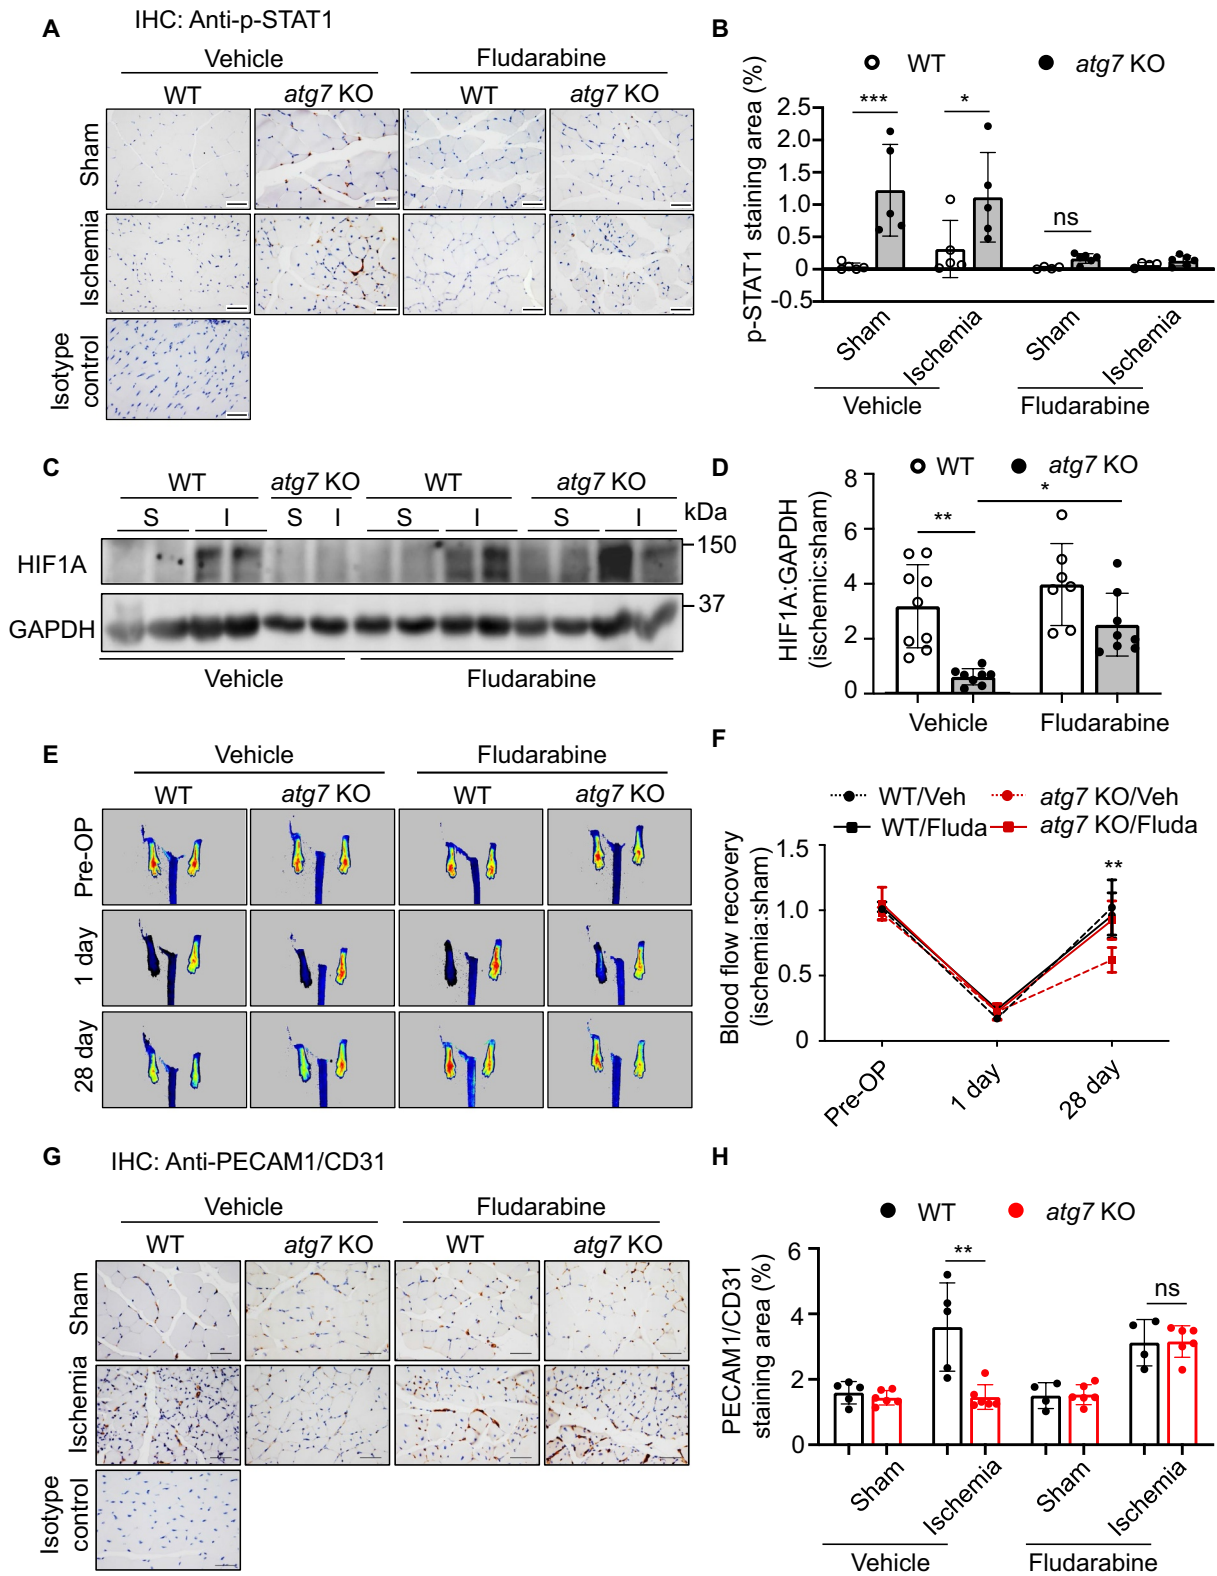 A
IHC: Anti-p-STAT1
Vehicle
Fludarabine
WT
atg7 KO
WT
atg7 KO
Sham
Ischemia
Isotype
control
B
WT
atg7 KO
p-STAT1 staining area (%)
2.5
2.0
1.5
1.0
0.5
0
-0.5
***
*
ns
Sham
Ischemia
Sham
Ischemia
Vehicle
Fludarabine
C
WT
atg7 KO
WT
atg7 KO
S
I
S
I
S
I
S
I
kDa
HIF1A
150
GAPDH
37
Vehicle
Fludarabine
D
WT
atg7 KO
HIF1A:GAPDH
(ischemic:sham)
8
6
4
2
0
**
*
Vehicle
Fludarabine
E
Vehicle
Fludarabine
WT
atg7 KO
WT
atg7 KO
Pre-OP
1 day
28 day
F
WT/Veh
atg7 KO/Veh
WT/Fluda
atg7 KO/Fluda
Blood flow recovery
(ischemia:sham)
1.5
1.0
0.5
0
**
Pre-OP
1 day
28 day
G
IHC: Anti-PECAM1/CD31
Vehicle
Fludarabine
WT
atg7 KO
WT
atg7 KO
Sham
Ischemia
Isotype
control
H
WT
atg7 KO
PECAM1/CD31
staining area (%)
6
4
2
0
**
ns
Sham
Ischemia
Sham
Ischemia
Vehicle
Fludarabine